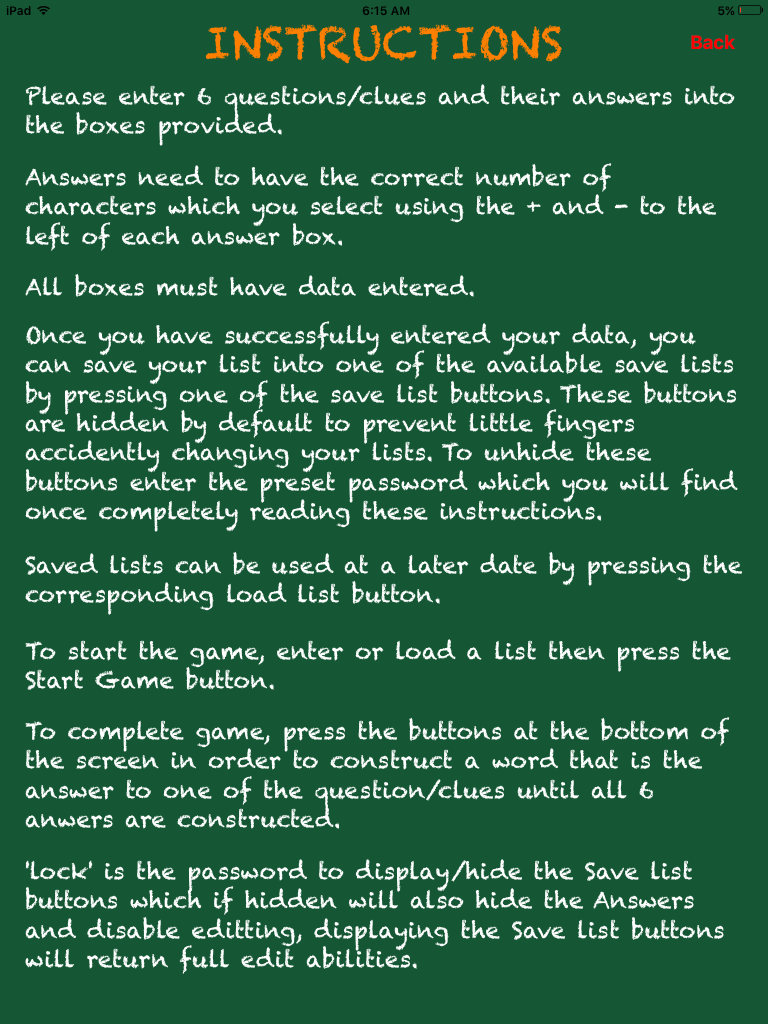 iPad 6:15 AM 5%
INSTRUCTIONS
Back
Please enter 6 questions/clues and their answers into
the boxes provided.
Answers need to have the correct number of
characters which you select using the + and - to the
left of each answer box.
All boxes must have data entered.
Once you have successfully entered your data, you
can save your list into one of the available save lists
by pressing one of the save list buttons. These buttons
are hidden by default to prevent little fingers
accidently changing your lists. To unhide these
buttons enter the preset password which you will find
once completely reading these instructions.
Saved lists can be used at a later date by pressing the
corresponding load list button.
To start the game, enter or load a list then press the
Start Game button.
To complete game, press the buttons at the bottom of
the screen in order to construct a word that is the
answer to one of the question/clues until all 6
anwers are constructed.
'lock' is the password to display/hide the Save list
buttons which if hidden will also hide the Answers
and disable editting, displaying the Save list buttons
will return full edit abilities.